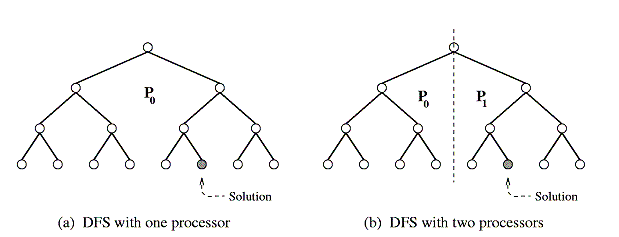 P0
P0 P1
Solution
Solution
(a) DFS with one processor
(b) DFS with two processors